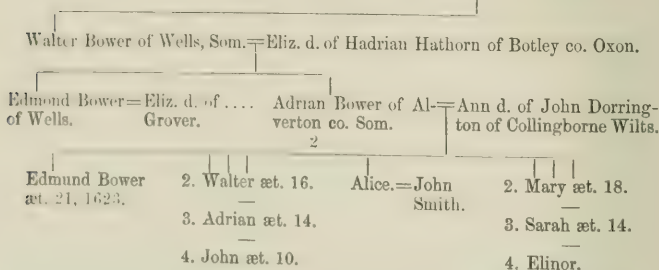 Walter Bower of Wells, Som.=Eliz. d. of Hadrian Hathorn of Botley co. Oxon.
Edmond Bower=Eliz. d. of .... Adrian Bower of Al-=Ann d. of John Dorring-
of Wells. Grover. verton co. Som. ton of Collingborne Wilts.
2
Edmund Bower 2. Walter æt. 16. Alice.=John 2. Mary æt. 18.
æt. 21, 1623. Smith.
3. Adrian æt. 14. 3. Sarah æt. 14.
4. John æt. 10. 4. Elinor.